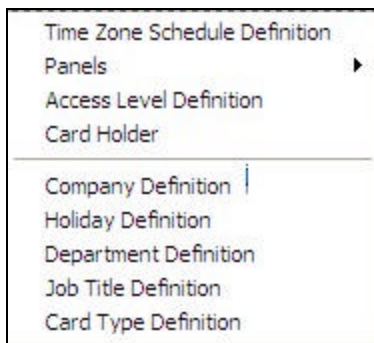 Time Zone Schedule Definition
Panels
Access Level Definition
Card Holder
Company Definition
Holiday Definition
Department Definition
Job Title Definition
Card Type Definition